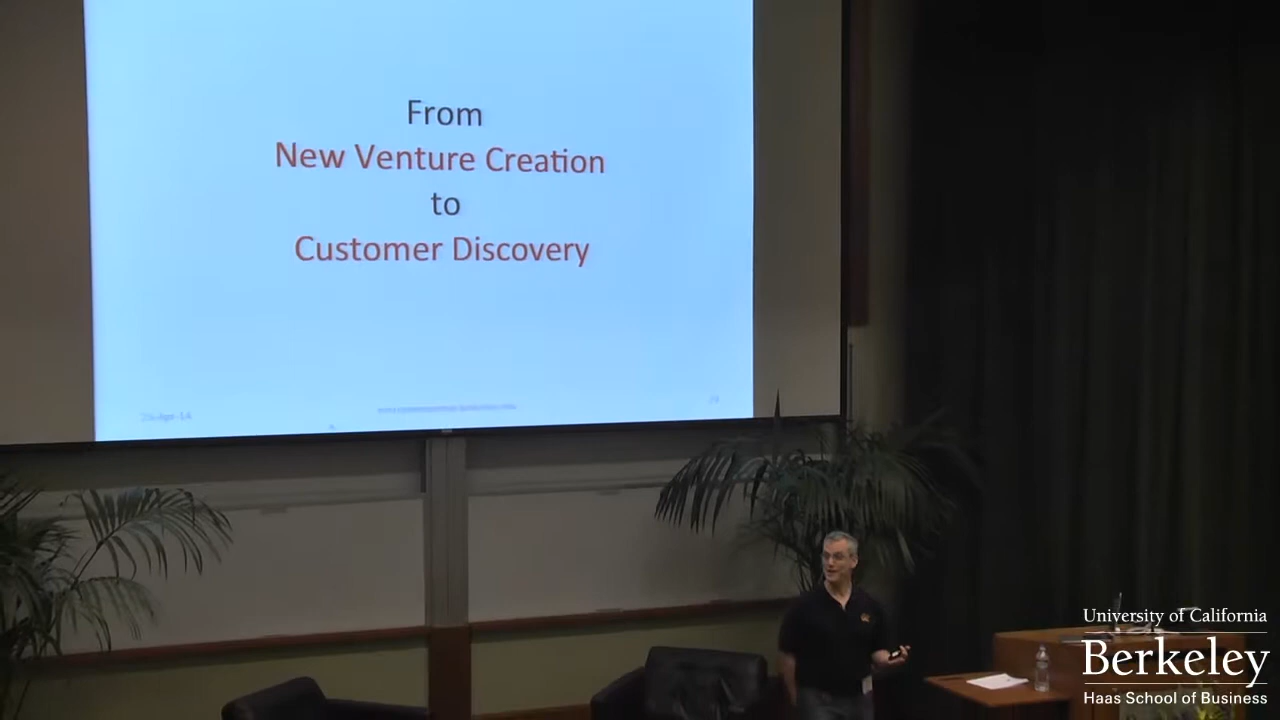 From
New Venture Creation
to
Customer Discovery
University of California
Berkeley
Haas School of Business